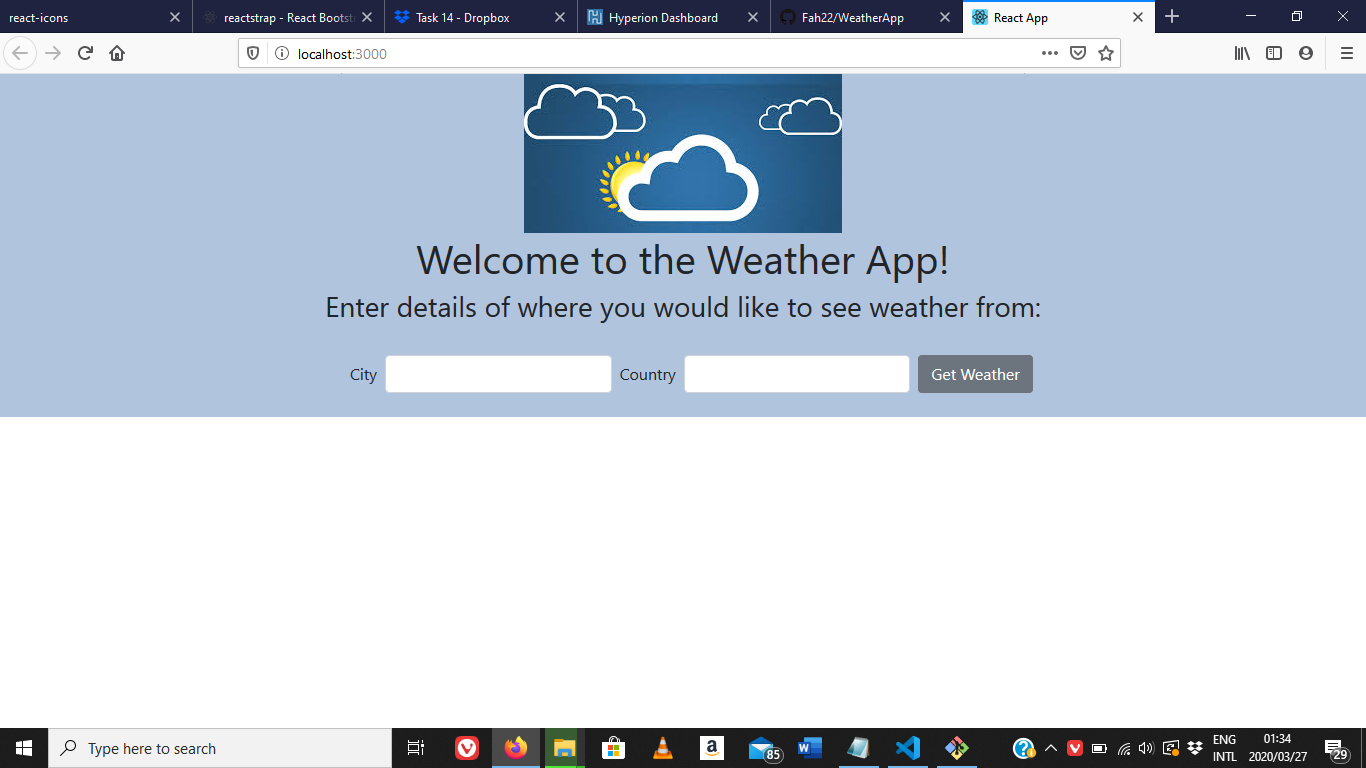 react-icons
reactstrap - React Bootst
Task 14 - Dropbox
Hyperion Dashboard
Fah22/WeatherApp
React App
localhost:3000
Welcome to the Weather App!
Enter details of where you would like to see weather from:
City
Country
Get Weather
Type here to search
85
ENG
INTL
01:34
2020/03/27
29